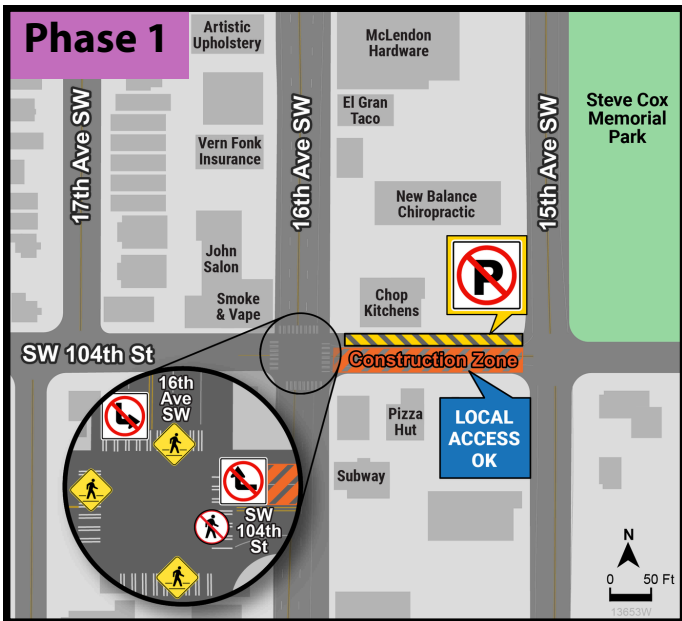 Phase 1
Artistic
Upholstery
McLendon
Hardware
El Gran
Taco
Steve Cox
Memorial
Park
17th Ave SW
16th Ave SW
15th Ave SW
Vern Fonk
Insurance
New Balance
Chiropractic
John
Salon
Smoke
& Vape
Chop
Kitchens
P
SW 104th St
Construction Zone
16th
Ave
SW
Pizza
Hut
LOCAL
ACCESS
OK
Subway
SW
104th
St
N
0 50 Ft
13653W